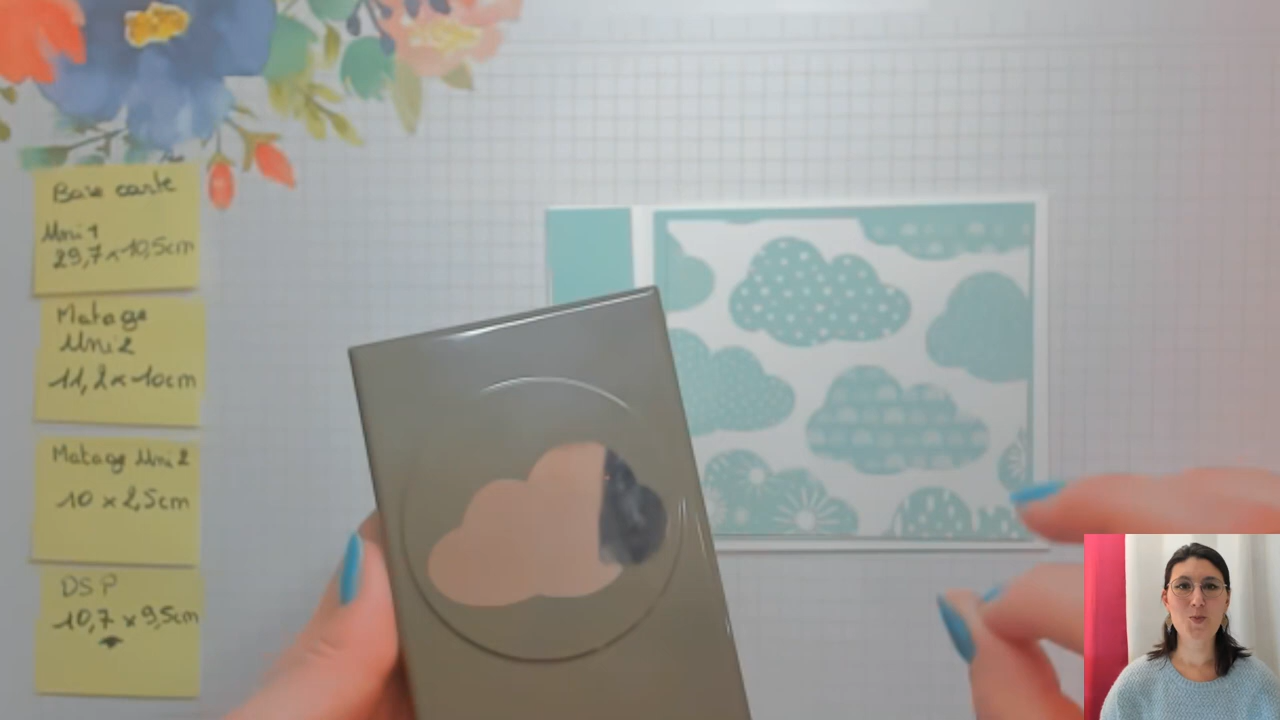 Base carte
Uni 1
29,7 x 10,5cm
Matage
Uni 2
11,2 x 10cm
Matage Uni 2
10 x 2,5cm
DSP
10,7 x 9,5cm